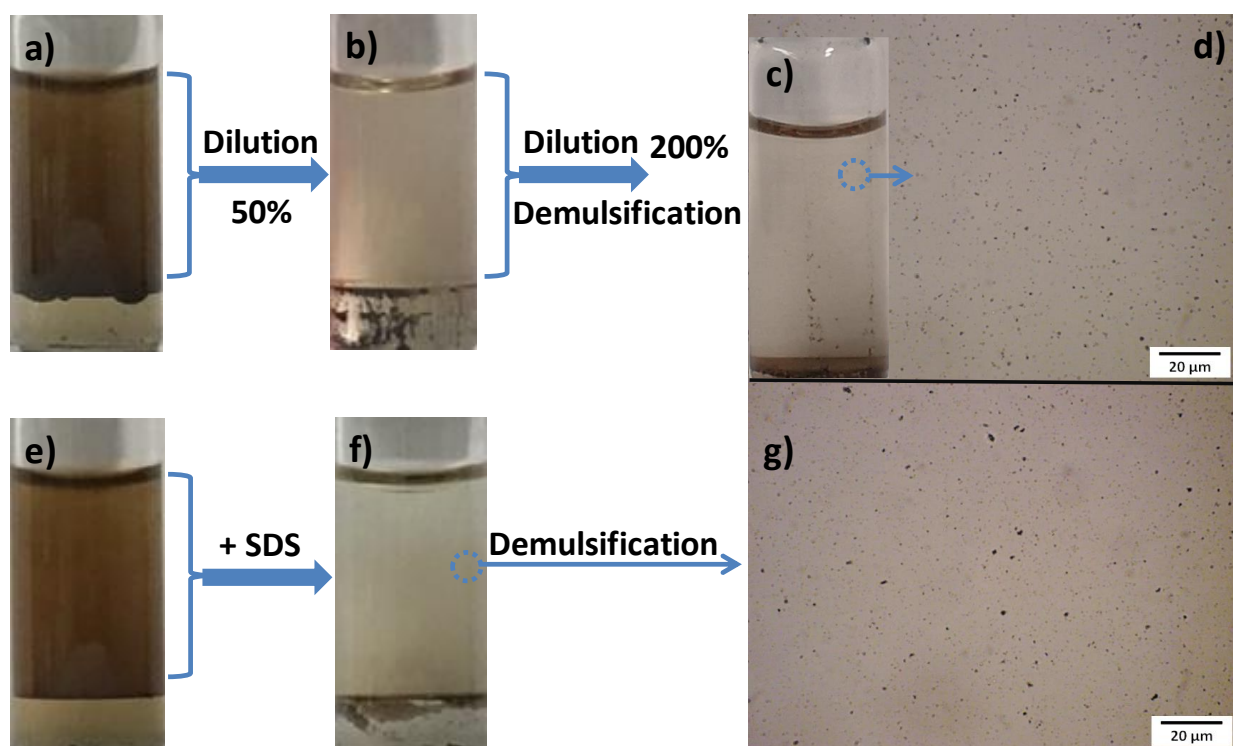 a)
b)
c)
d)
Dilution
50%
Dilution 200%
Demulsification
20 µm
e)
f)
g)
+ SDS
Demulsification
20 µm